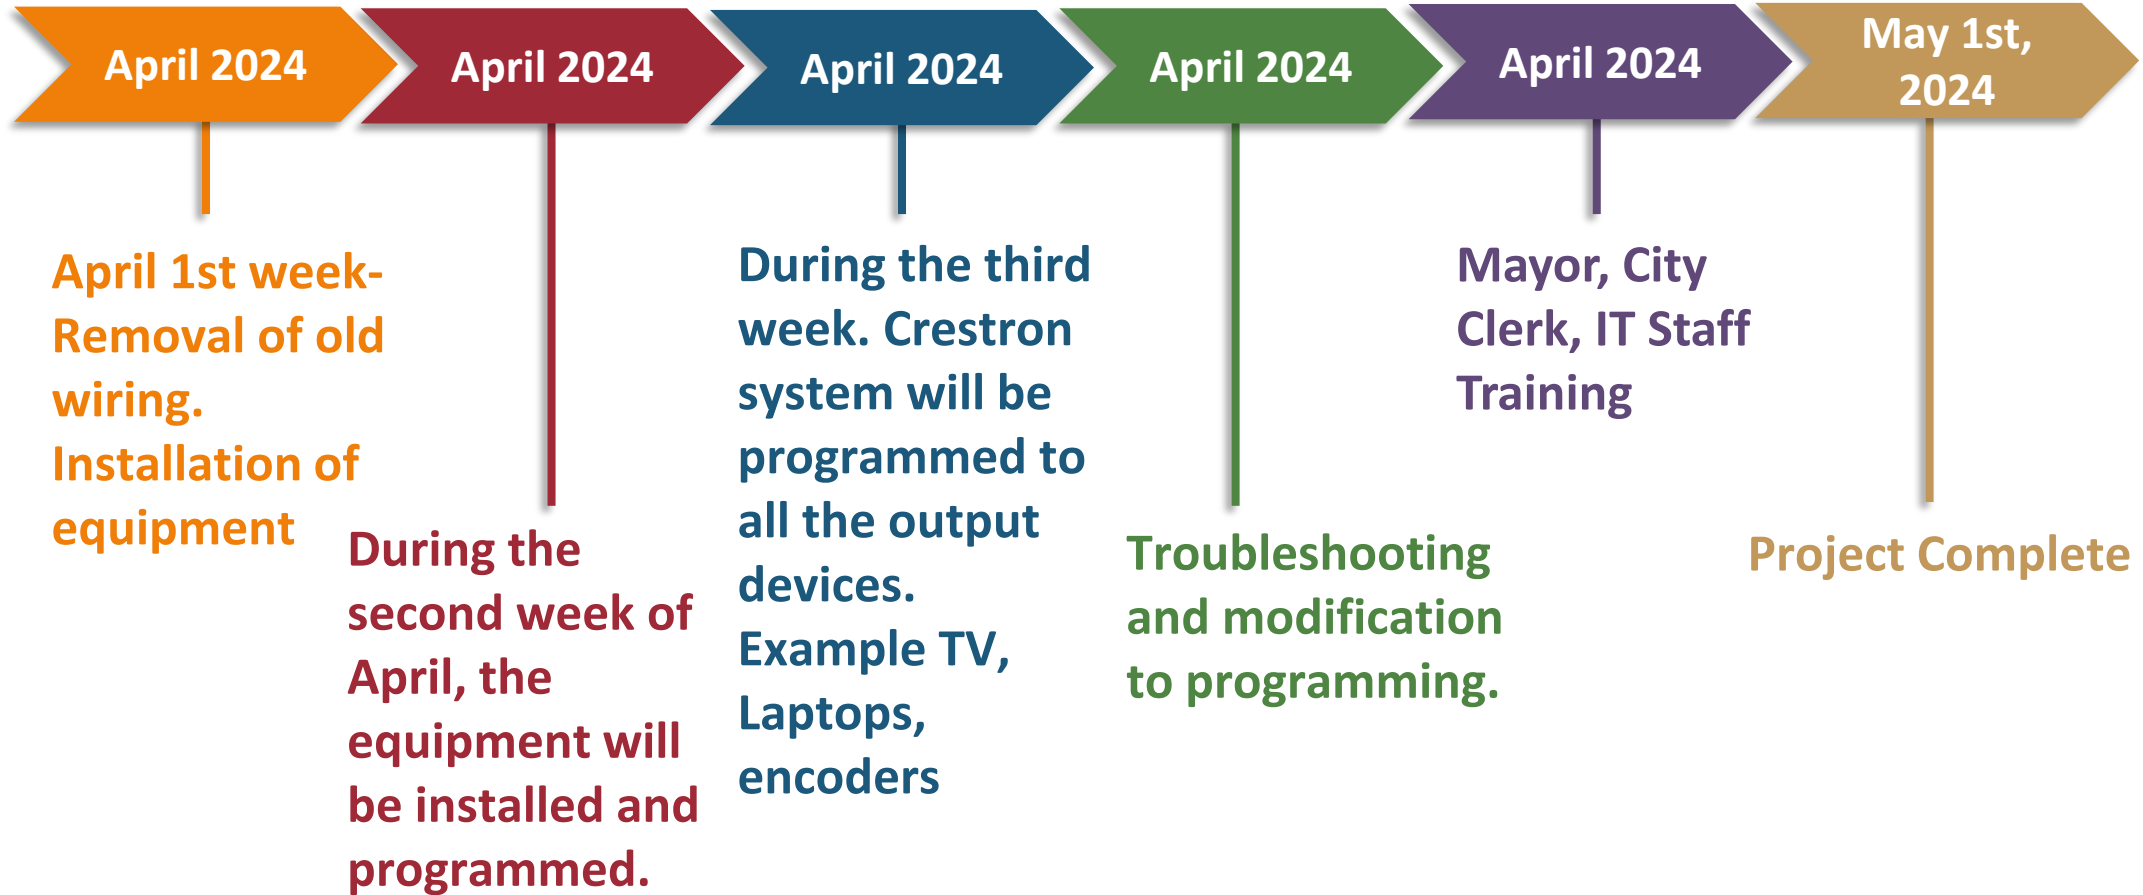 April 2024
April 2024
April 2024
April 2024
April 2024
May 1st,
2024
April 1st week-
Removal of old
wiring.
Installation of
equipment
During the
second week of
April, the
equipment will
be installed and
programmed.
During the third
week. Crestron
system will be
programmed to
all the output
devices.
Example TV,
Laptops,
encoders
Troubleshooting
and modification
to programming.
Mayor, City
Clerk, IT Staff
Training
Project Complete